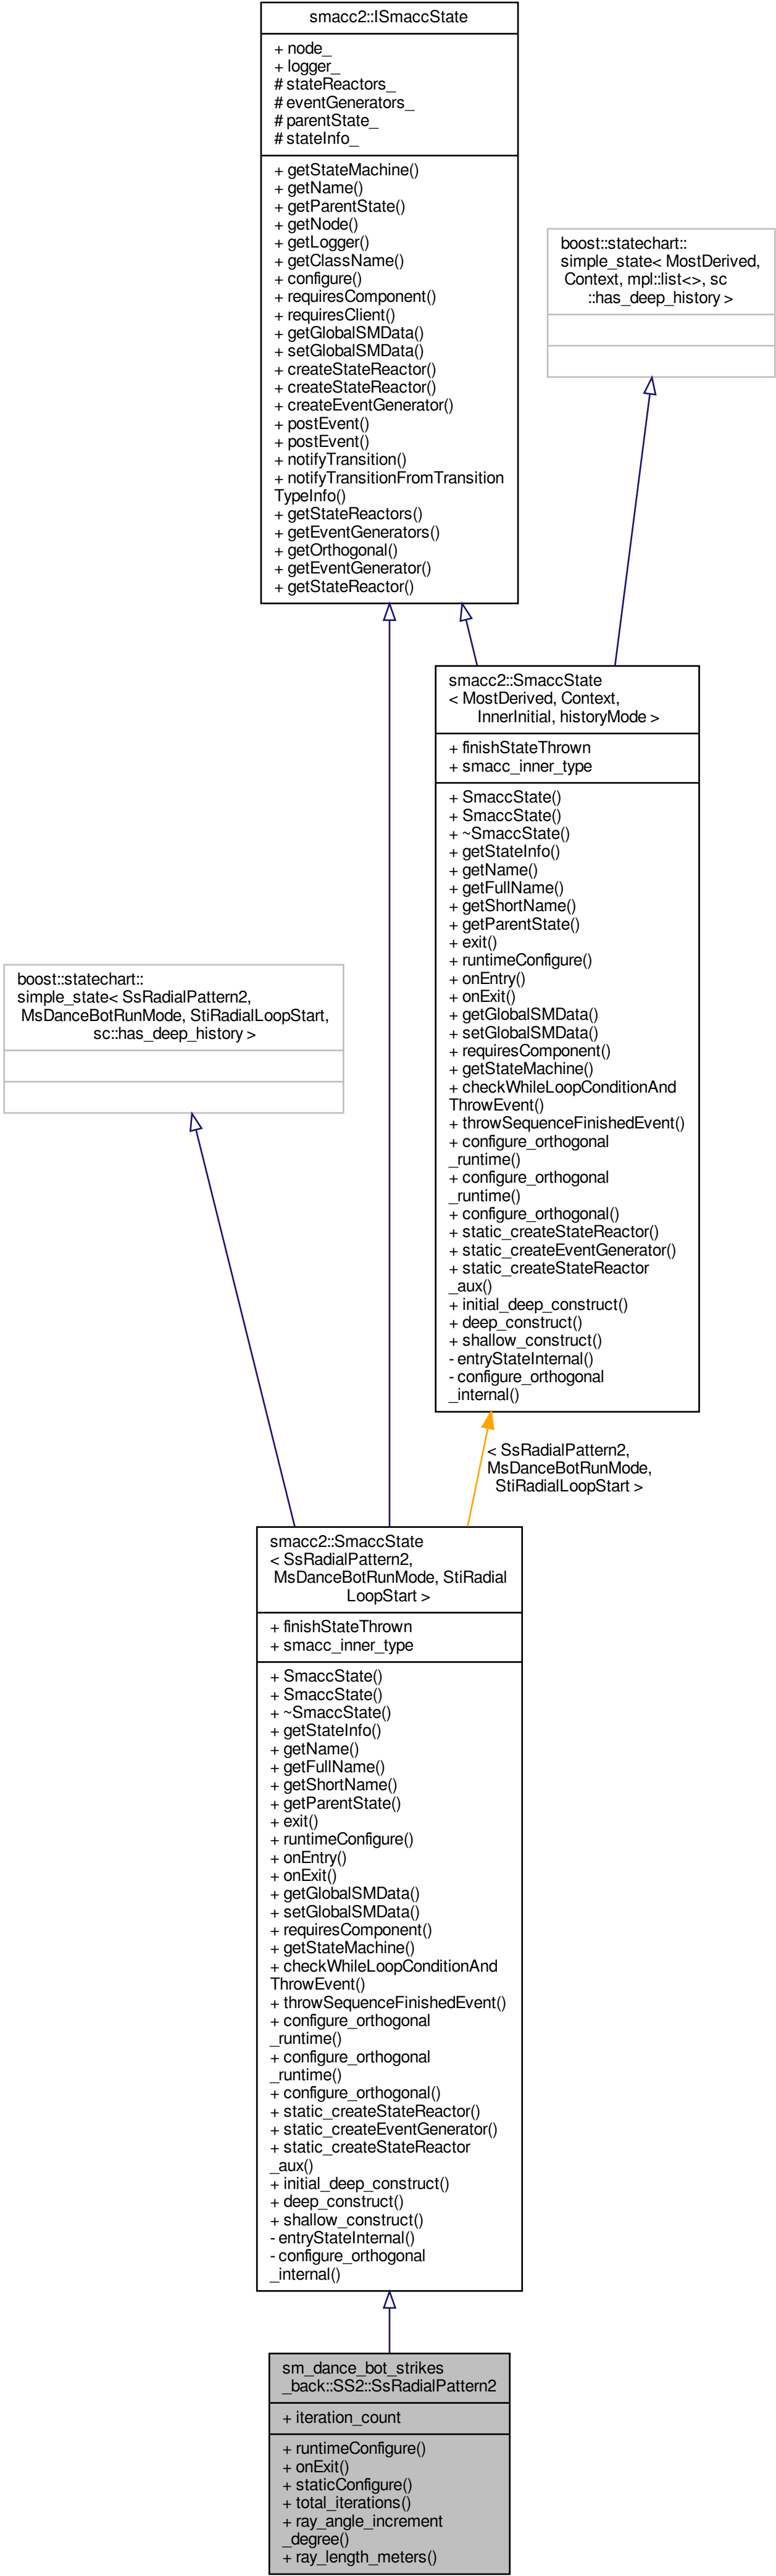 smacc2::ISmaccState
+ node_
+ logger_
# stateReactors_
# eventGenerators_
# parentState_
# stateInfo_
+ getStateMachine()
+ getName()
+ getParentState()
+ getNode()
+ getLogger()
+ getClassName()
+ configure()
+ requiresComponent()
+ requiresClient()
+ getGlobalSMData()
+ setGlobalSMData()
+ createStateReactor()
+ createStateReactor()
+ createEventGenerator()
+ postEvent()
+ postEvent()
+ notifyTransition()
+ notifyTransitionFromTransition
TypeInfo()
+ getStateReactors()
+ getEventGenerators()
+ getOrthogonal()
+ getEventGenerator()
+ getStateReactor()
boost::statechart::
simple_state< MostDerived,
Context, mpl::list<>, sc
::has_deep_history >
smacc2::SmaccState
< MostDerived, Context,
InnerInitial, historyMode >
+ finishStateThrown
+ smacc_inner_type
+ SmaccState()
+ SmaccState()
+ ~SmaccState()
+ getStateInfo()
+ getName()
+ getFullName()
+ getShortName()
+ getParentState()
+ exit()
+ runtimeConfigure()
+ onEntry()
+ onExit()
+ getGlobalSMData()
+ setGlobalSMData()
+ requiresComponent()
+ getStateMachine()
+ checkWhileLoopConditionAnd
ThrowEvent()
+ throwSequenceFinishedEvent()
+ configure_orthogonal
_runtime()
+ configure_orthogonal
_runtime()
+ configure_orthogonal()
+ static_createStateReactor()
+ static_createEventGenerator()
+ static_createStateReactor
_aux()
+ initial_deep_construct()
+ deep_construct()
+ shallow_construct()
- entryStateInternal()
- configure_orthogonal
_internal()
boost::statechart::
simple_state< SsRadialPattern2,
MsDanceBotRunMode, StiRadialLoopStart,
sc::has_deep_history >
< SsRadialPattern2,
MsDanceBotRunMode,
StiRadialLoopStart >
smacc2::SmaccState
< SsRadialPattern2,
MsDanceBotRunMode, StiRadial
LoopStart >
+ finishStateThrown
+ smacc_inner_type
+ SmaccState()
+ SmaccState()
+ ~SmaccState()
+ getStateInfo()
+ getName()
+ getFullName()
+ getShortName()
+ getParentState()
+ exit()
+ runtimeConfigure()
+ onEntry()
+ onExit()
+ getGlobalSMData()
+ setGlobalSMData()
+ requiresComponent()
+ getStateMachine()
+ checkWhileLoopConditionAnd
ThrowEvent()
+ throwSequenceFinishedEvent()
+ configure_orthogonal
_runtime()
+ configure_orthogonal
_runtime()
+ configure_orthogonal()
+ static_createStateReactor()
+ static_createEventGenerator()
+ static_createStateReactor
_aux()
+ initial_deep_construct()
+ deep_construct()
+ shallow_construct()
- entryStateInternal()
- configure_orthogonal
_internal()
sm_dance_bot_strikes
_back::SS2::SsRadialPattern2
+ iteration_count
+ runtimeConfigure()
+ onExit()
+ staticConfigure()
+ total_iterations()
+ ray_angle_increment
_degree()
+ ray_length_meters()